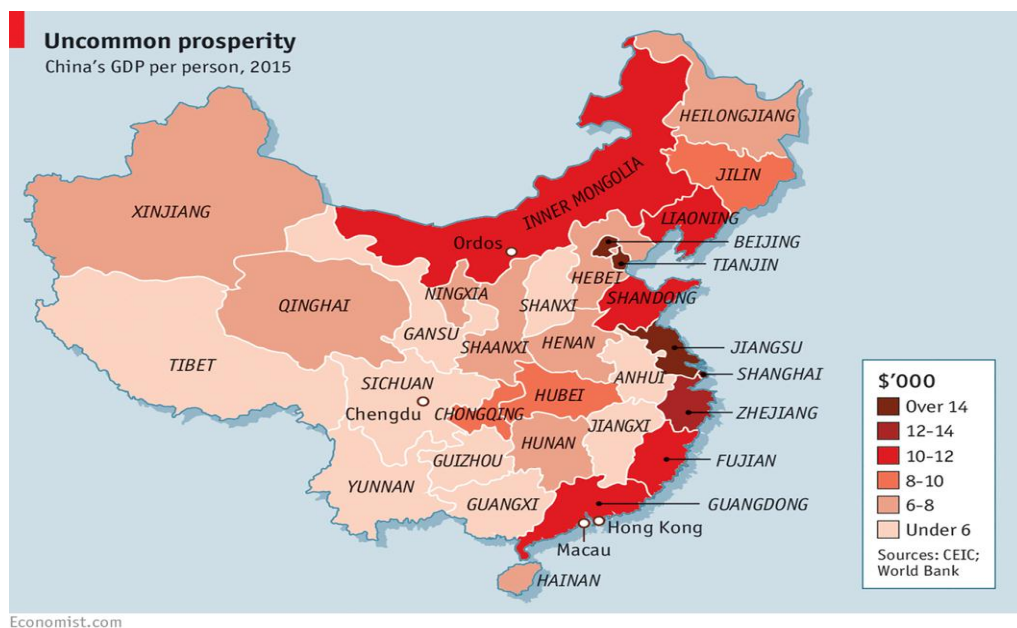 Uncommon prosperity
China's GDP per person, 2015
HEILONGJIANG
JILIN
INNER MONGOLIA
XINJIANG
LIAONING
Ordos
BEIJING
TIANJIN
HEBEI
NINGXIA
SHANXI
SHANDONG
QINGHAI
GANSU
SHAANXI
HENAN
JIANGSU
TIBET
SHANGHAI
SICHUAN
ANHUI
Chengdu
CHONGQING
HUBEI
ZHEJIANG
JIANGXI
HUNAN
GUIZHOU
FUJIAN
YUNNAN
GUANGXI
GUANGDONG
Hong Kong
Macau
HAINAN
$'000
Over 14
12-14
10-12
8-10
6-8
Under 6
Sources: CEIC;
World Bank
Economist.com